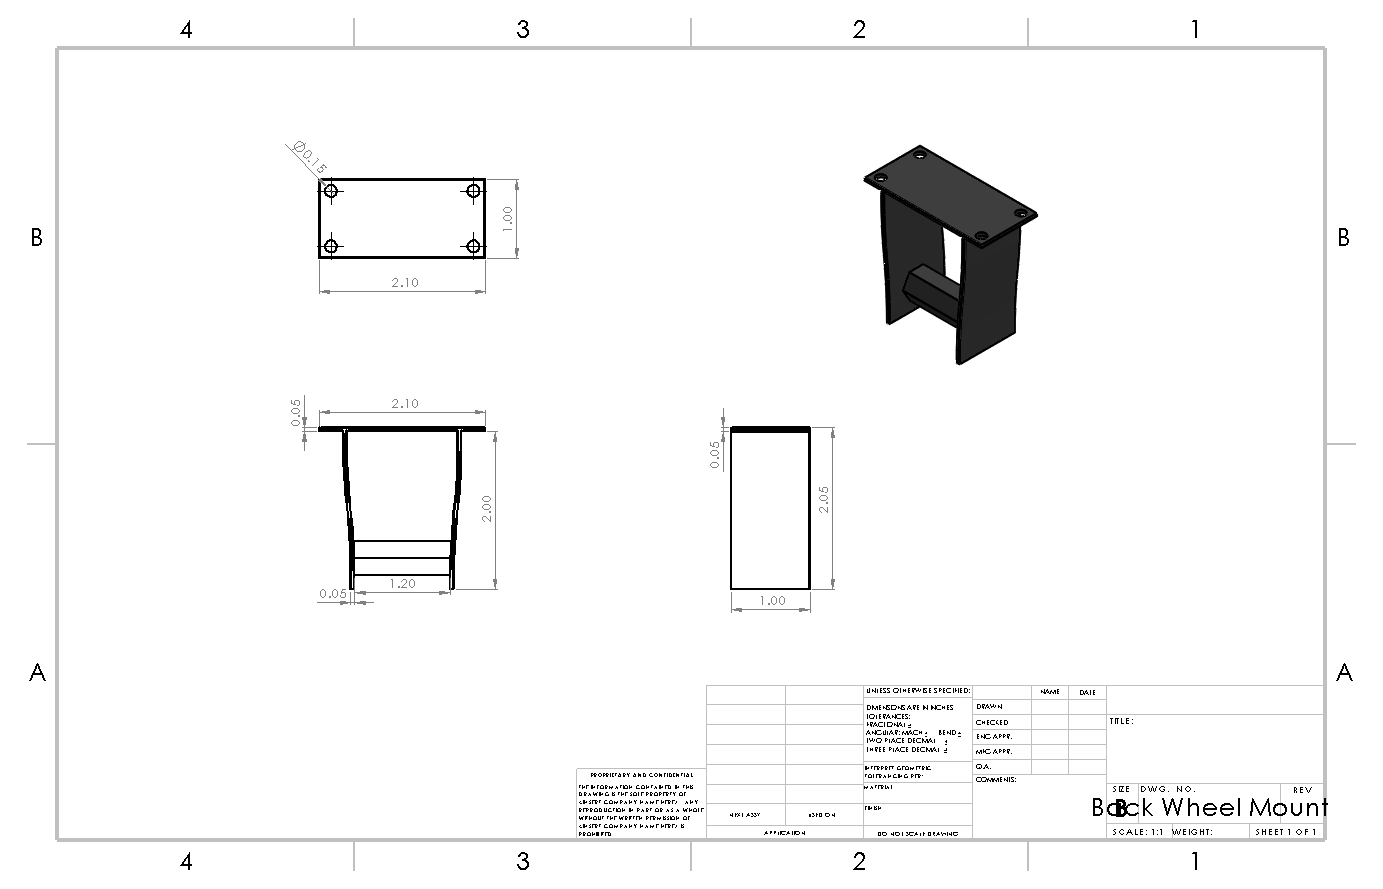 4 3 2 1
B B
A A
Ø0.15
1.00
2.10
0.05
2.10
2.00
1.20
0.05
0.05
2.05
1.00
UNLESS OTHERWISE SPECIFIED:
DIMENSIONS ARE IN INCHES
TOLERANCES:
FRACTIONAL ±
ANGULAR: MACH ± BEND ±
TWO PLACE DECIMAL ±
THREE PLACE DECIMAL ±
INTERPRET GEOMETRIC
TOLERANCING PER:
MATERIAL
FINISH
DO NOT SCALE DRAWING
NAME DATE
DRAWN
CHECKED
ENG APPR.
MFG APPR.
Q.A.
COMMENTS:
TITLE:
SIZE DWG. NO. REV
B
Back Wheel Mount
SCALE: 1:1 WEIGHT: SHEET 1 OF 1
PROPRIETARY AND CONFIDENTIAL
THE INFORMATION CONTAINED IN THIS
DRAWING IS THE SOLE PROPERTY OF
<INSERT COMPANY NAME HERE>. ANY
REPRODUCTION IN PART OR AS A WHOLE
WITHOUT THE WRITTEN PERMISSION OF
<INSERT COMPANY NAME HERE> IS
PROHIBITED.
NEXT ASSY USED ON
APPLICATION
4 3 2 1